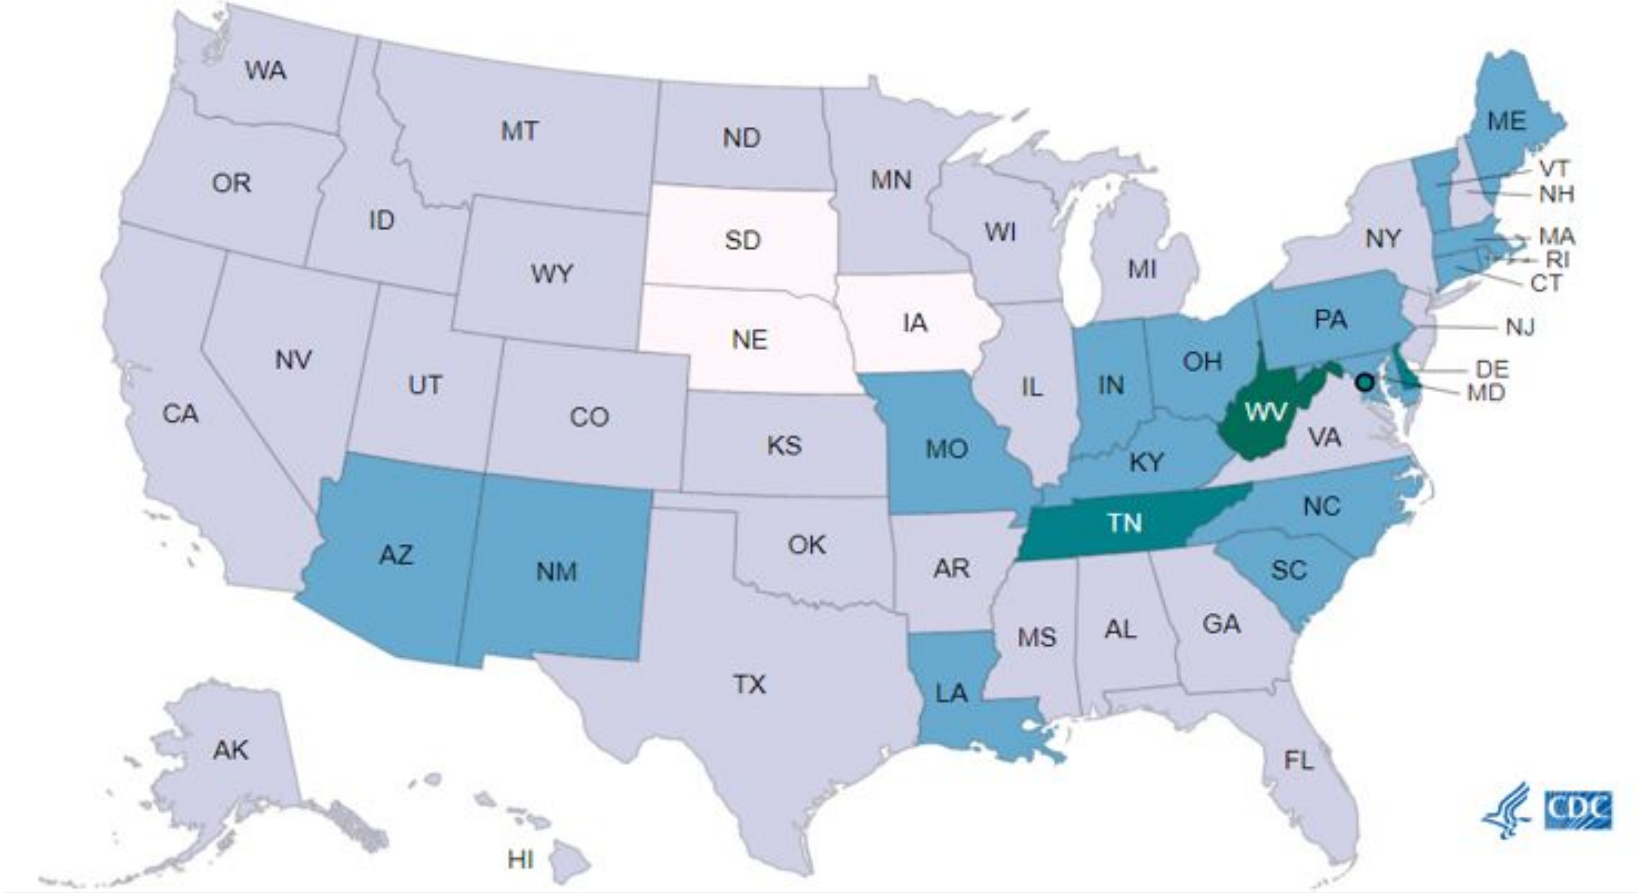 WA
MT
ND
MN
ME
VT
NH
OR
ID
SD
WI
NY
MA
RI
CT
WY
MI
NE
IA
PA
NJ
NV
UT
IL
IN
OH
DE
MD
CA
CO
KS
MO
KY
WV
VA
AZ
NM
OK
AR
TN
NC
SC
TX
LA
MS
AL
GA
FL
AK
HI
CDC